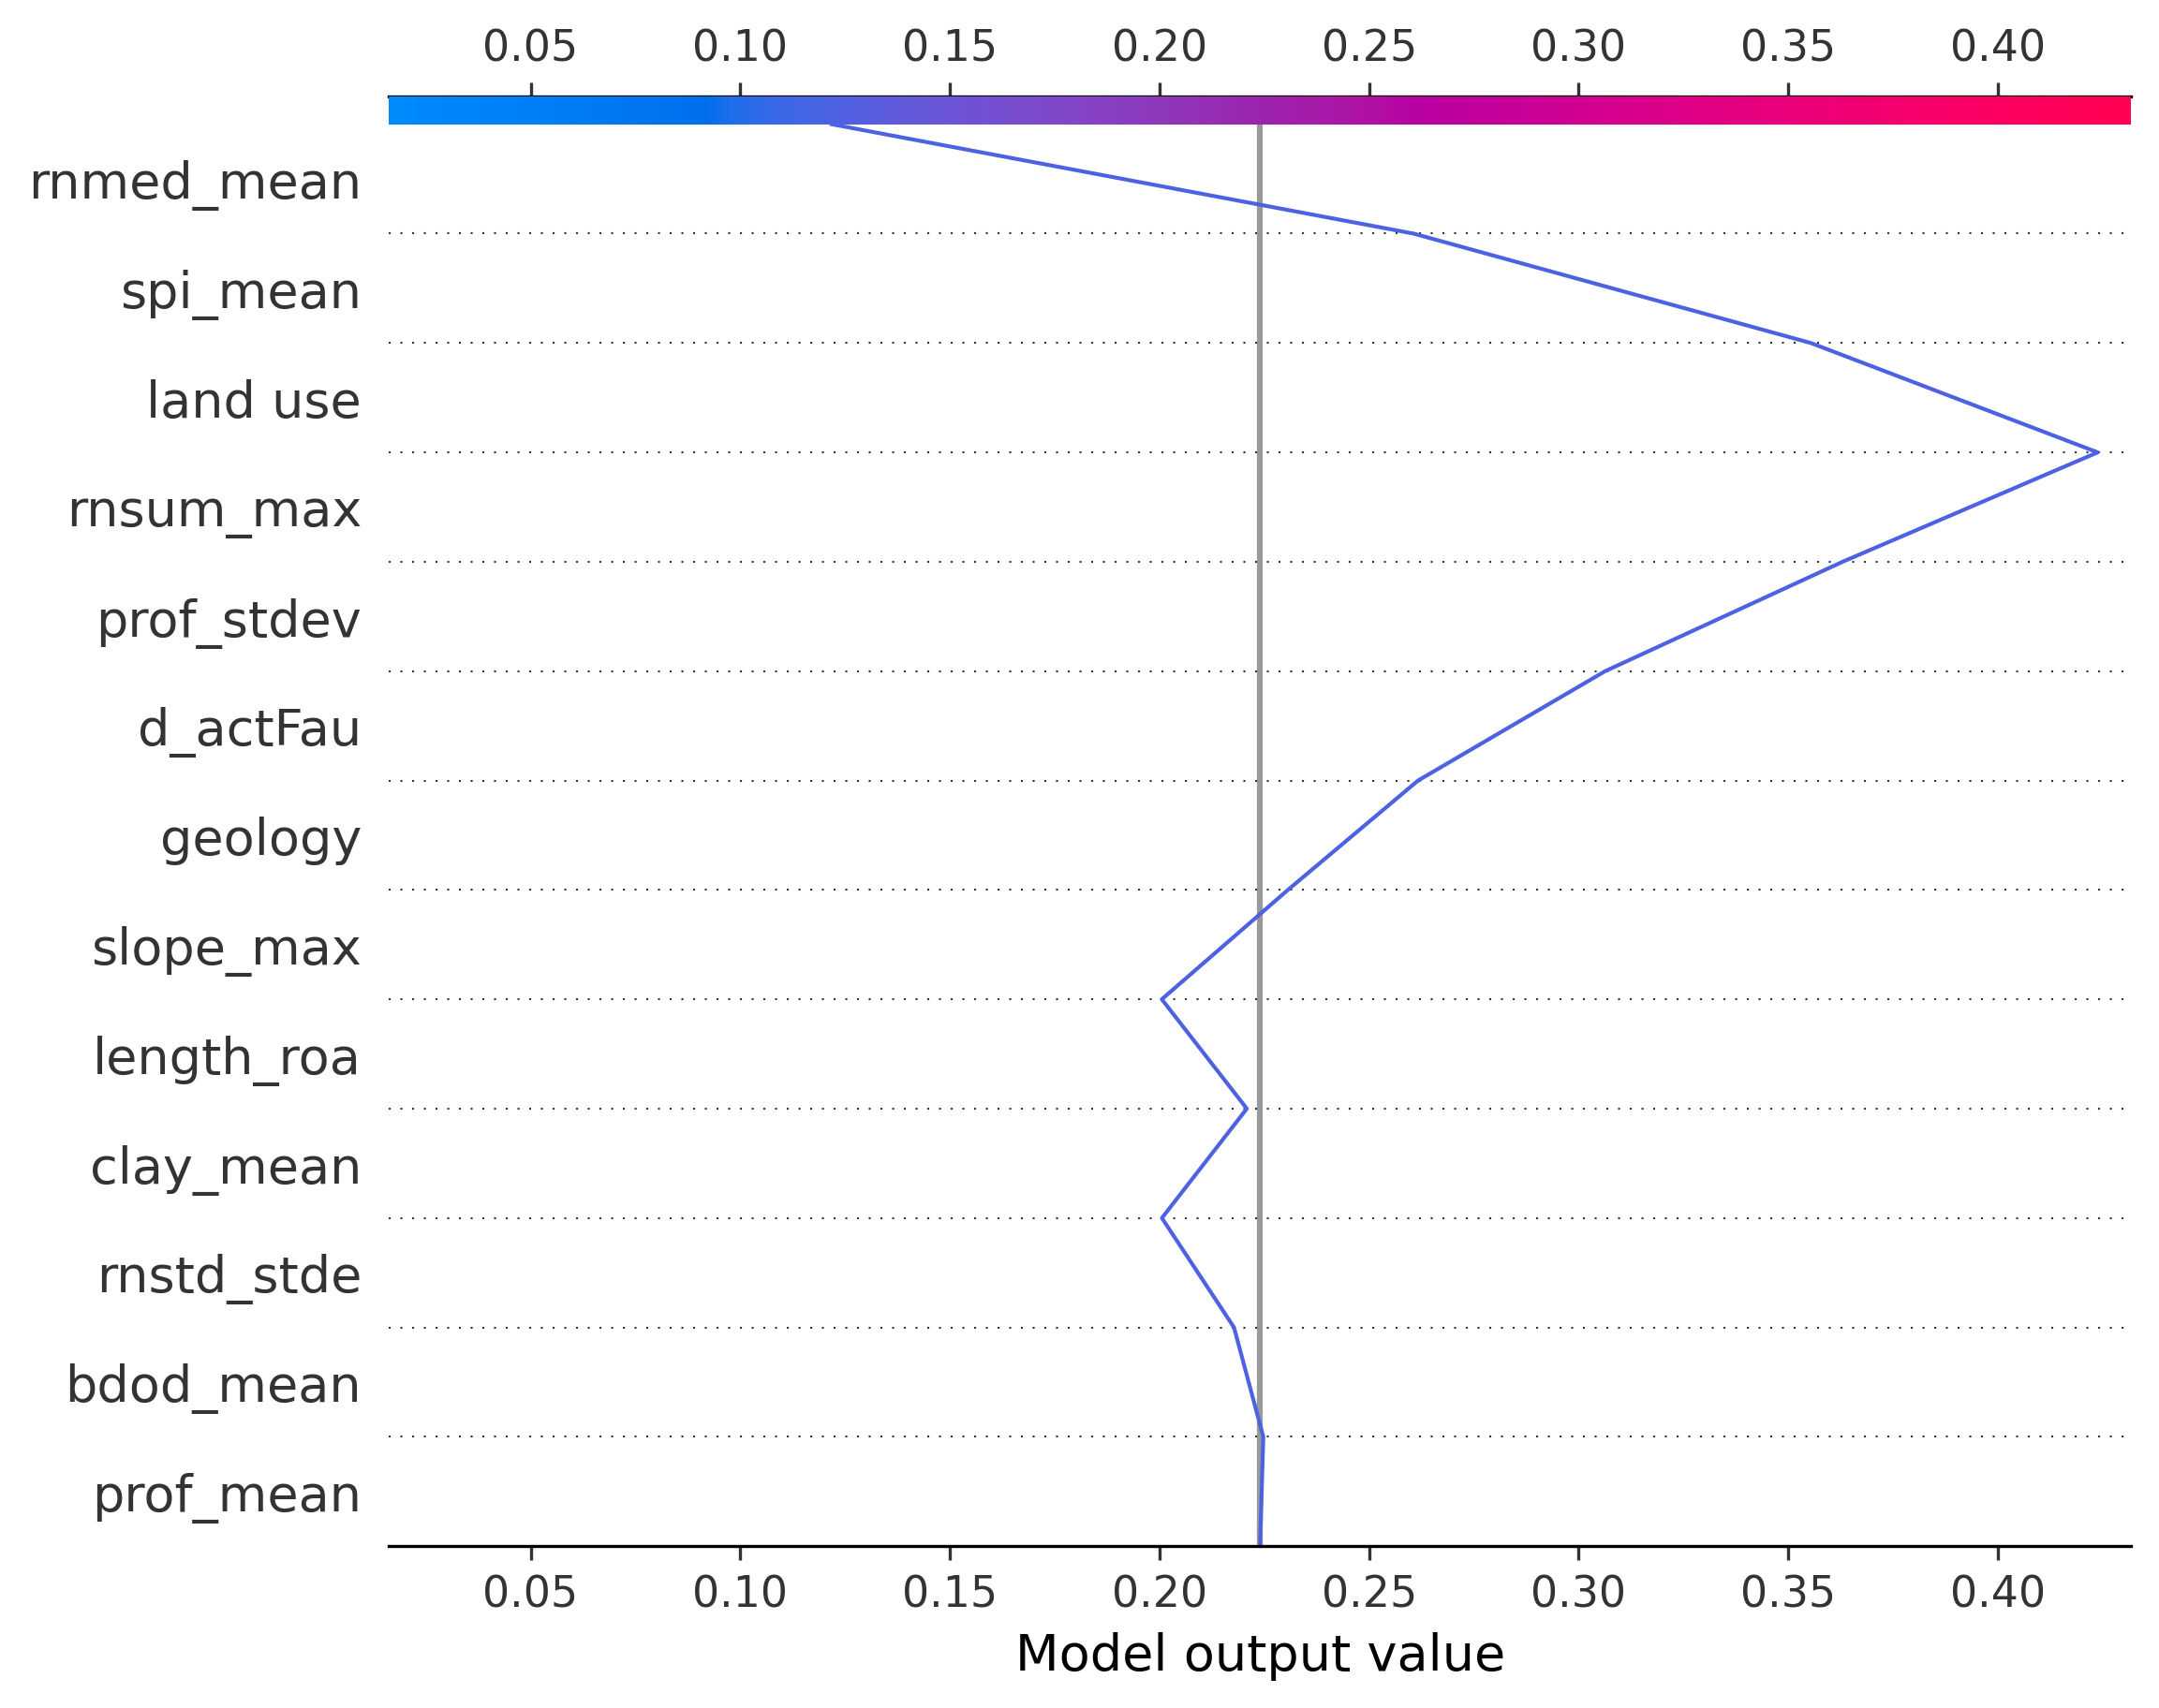 0.05 0.10 0.15 0.20 0.25 0.30 0.35 0.40
rnmed_mean
spi_mean
land use
rnsum_max
prof_stdev
d_actFau
geology
slope_max
length_roa
clay_mean
rnstd_stde
bdod_mean
prof_mean
0.05 0.10 0.15 0.20 0.25 0.30 0.35 0.40
Model output value